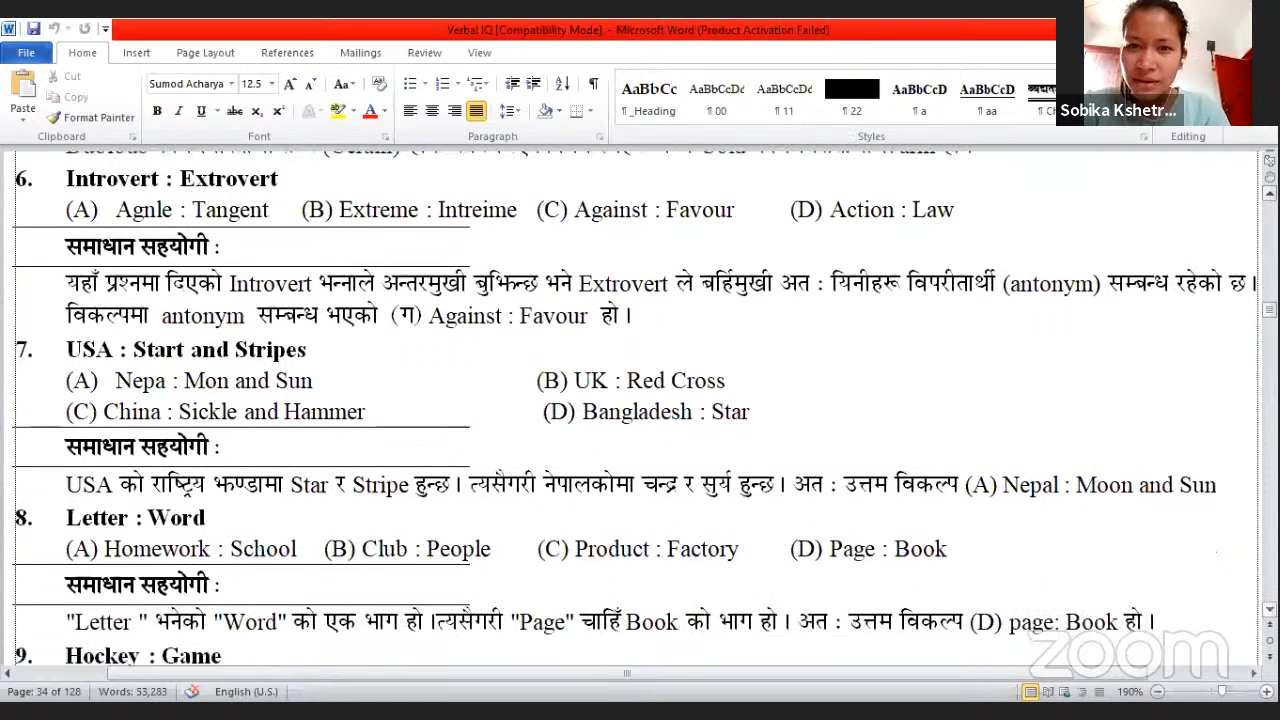 Verbal IQ [Compatibility Mode] - Microsoft Word (Product Activation Failed)
File Home Insert Page Layout References Mailings Review View
Cut
Copy
Paste
Format Painter
Sumod Acharya 12.5
AaBbCc AaBbCcDc AaBbCcDc AaBbCcD AaBbCcD
¶ _Heading ¶ 00 ¶ 11 ¶ 22 ¶ a ¶ aa
Clipboard Font Paragraph Styles Editing
Sobika Kshetr...
6. Introvert : Extrovert
(A) Agnle : Tangent (B) Extreme : Intreime (C) Against : Favour (D) Action : Law
समाधान सहयोगी :
यहाँ प्रश्नमा दिएको Introvert भन्नाले अन्तरमुखी बुझिन्छ भने Extrovert ले बर्हिमुखी अत : यिनीहरू विपरीतार्थी (antonym) सम्बन्ध रहेको छ।
विकल्पमा antonym सम्बन्ध भएको (ग) Against : Favour हो।
7. USA : Start and Stripes
(A) Nepa : Mon and Sun (B) UK : Red Cross
(C) China : Sickle and Hammer (D) Bangladesh : Star
समाधान सहयोगी :
USA को राष्ट्रिय झण्डामा Star र Stripe हुन्छ। त्यसैगरी नेपालकोमा चन्द्र र सुर्य हुन्छ। अत : उत्तम विकल्प (A) Nepal : Moon and Sun
8. Letter : Word
(A) Homework : School (B) Club : People (C) Product : Factory (D) Page : Book
समाधान सहयोगी :
"Letter " भनेको "Word" को एक भाग हो।त्यसैगरी "Page" चाहिँ Book को भाग हो। अत : उत्तम विकल्प (D) page: Book हो।
9. Hockey : Game
zoom
Page: 34 of 128 Words: 53,283 English (U.S.) 190%